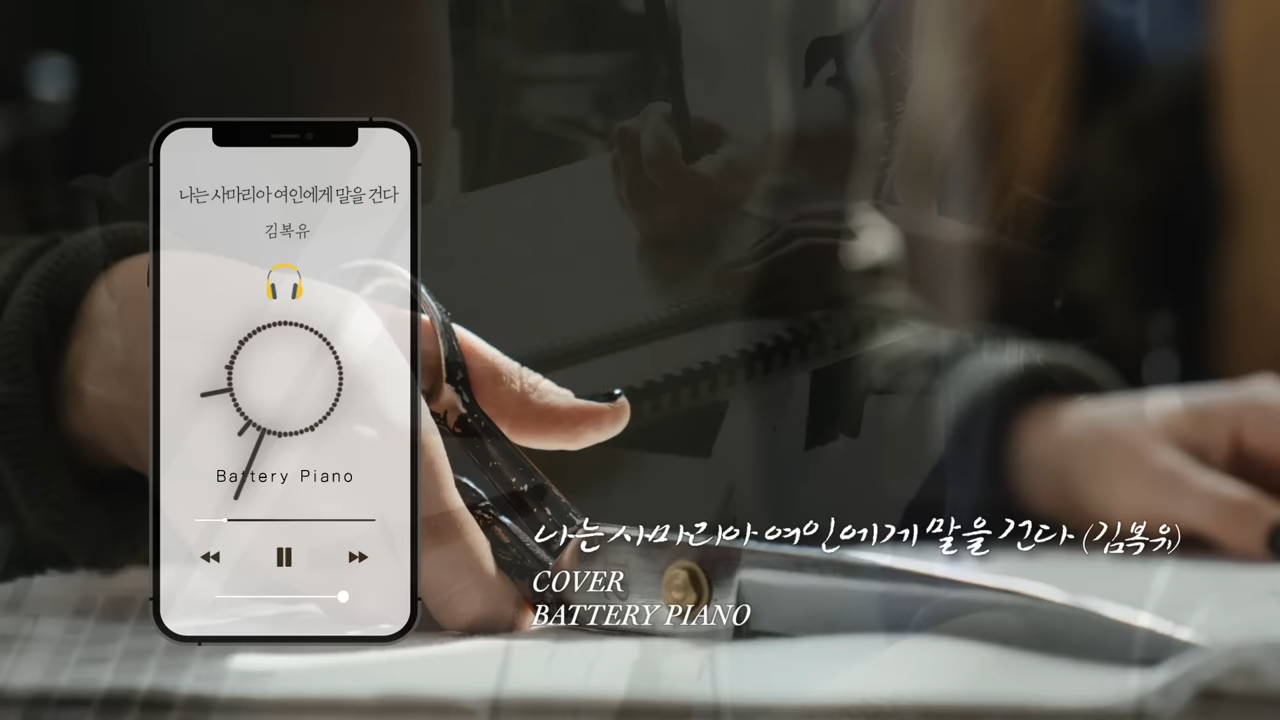 나는 사마리아 여인에게 말을 건다
김복유
Battery Piano
나는 사마리아 여인에게 말을 건다 (김복유)
COVER
BATTERY PIANO